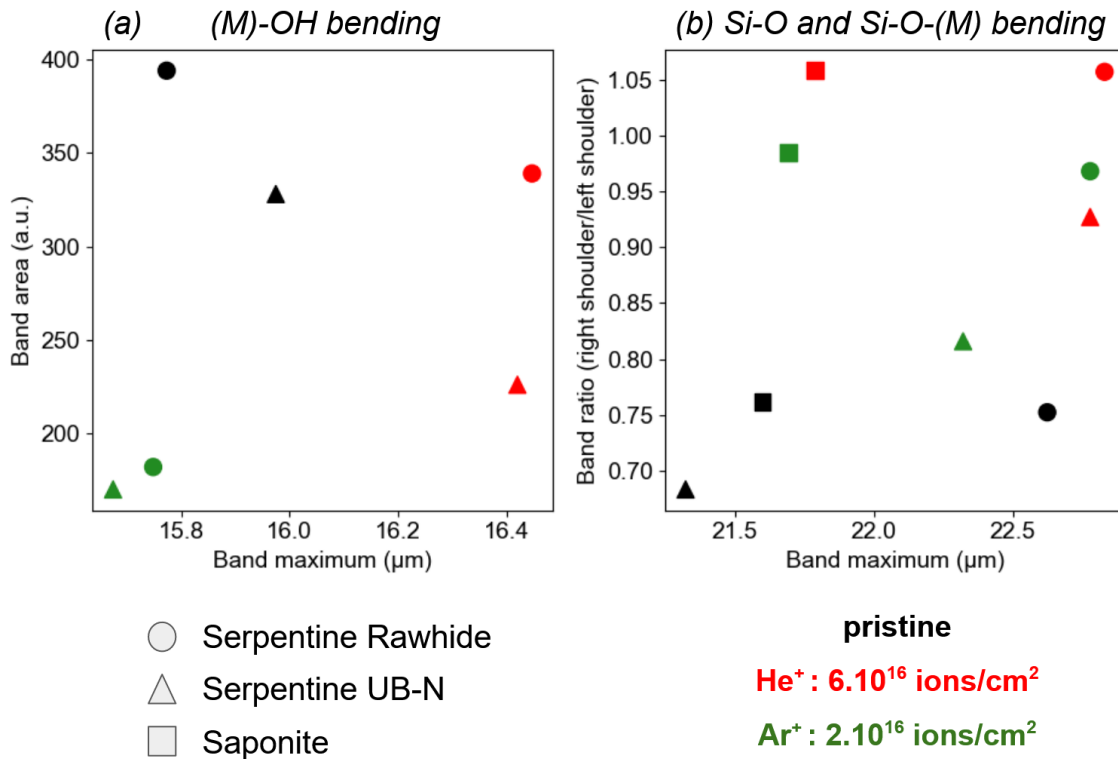 (a) (M)-OH bending
400
350
300
250
200
Band area (a.u.)
15.8 16.0 16.2 16.4
Band maximum (µm)
(b) Si-O and Si-O-(M) bending
1.05
1.00
0.95
0.90
0.85
0.80
0.75
0.70
Band ratio (right shoulder/left shoulder)
21.5 22.0 22.5
Band maximum (µm)
Serpentine Rawhide
Serpentine UB-N
Saponite
pristine
He⁺ : 6.10¹⁶ ions/cm²
Ar⁺ : 2.10¹⁶ ions/cm²